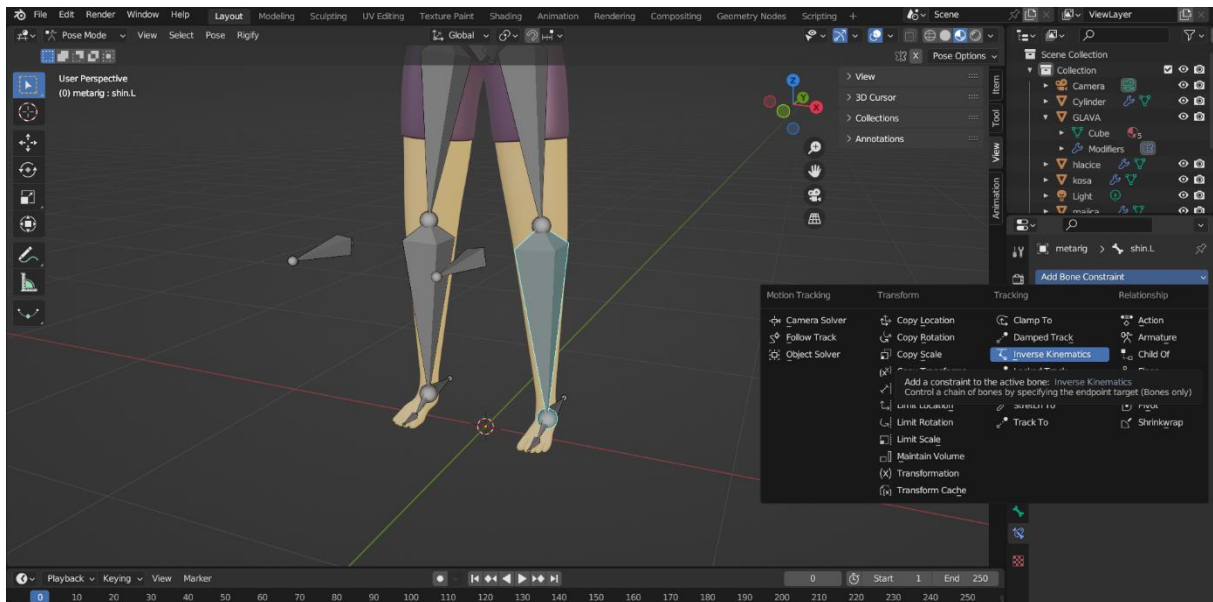 File Edit Render Window Help Layout Modeling Sculpting UV Editing Texture Paint Shading Animation Rendering Compositing Geometry Nodes Scripting + Scene ViewLayer
Pose Mode View Select Pose Rigify Global
X Pose Options
User Perspective
(0) metarig : shin.L
Z
Y
X
View
3D Cursor
Collections
Annotations
Item
Tool
View
Animation
Scene Collection
Collection
Camera
Cylinder
GLAVA
Cube 5
Modifiers
hlacice
kosa
Light
majica
metarig > shin.L
Add Bone Constraint
Motion Tracking Transform Tracking Relationship
Camera Solver Copy Location Clamp To Action
Follow Track Copy Rotation Damped Track Armature
Object Solver Copy Scale Inverse Kinematics Child Of
Add a constraint to the active bone: Inverse Kinematics
Control a chain of bones by specifying the endpoint target (Bones only)
Limit Location Stretch To Pivot
Limit Rotation Track To Shrinkwrap
Limit Scale
Maintain Volume
Transformation
Transform Cache
Playback Keying View Marker 0 Start 1 End 250
0 10 20 30 40 50 60 70 80 90 100 110 120 130 140 150 160 170 180 190 200 210 220 230 240 250